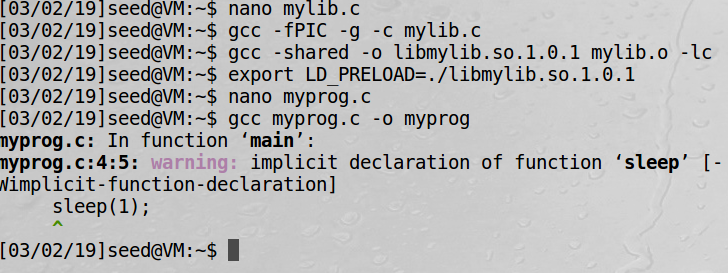 [03/02/19]seed@VM:~$ nano mylib.c
[03/02/19]seed@VM:~$ gcc -fPIC -g -c mylib.c
[03/02/19]seed@VM:~$ gcc -shared -o libmylib.so.1.0.1 mylib.o -lc
[03/02/19]seed@VM:~$ export LD_PRELOAD=./libmylib.so.1.0.1
[03/02/19]seed@VM:~$ nano myprog.c
[03/02/19]seed@VM:~$ gcc myprog.c -o myprog
myprog.c: In function ‘main’:
myprog.c:4:5: warning: implicit declaration of function ‘sleep’ [-
Wimplicit-function-declaration]
     sleep(1);
     ^
[03/02/19]seed@VM:~$